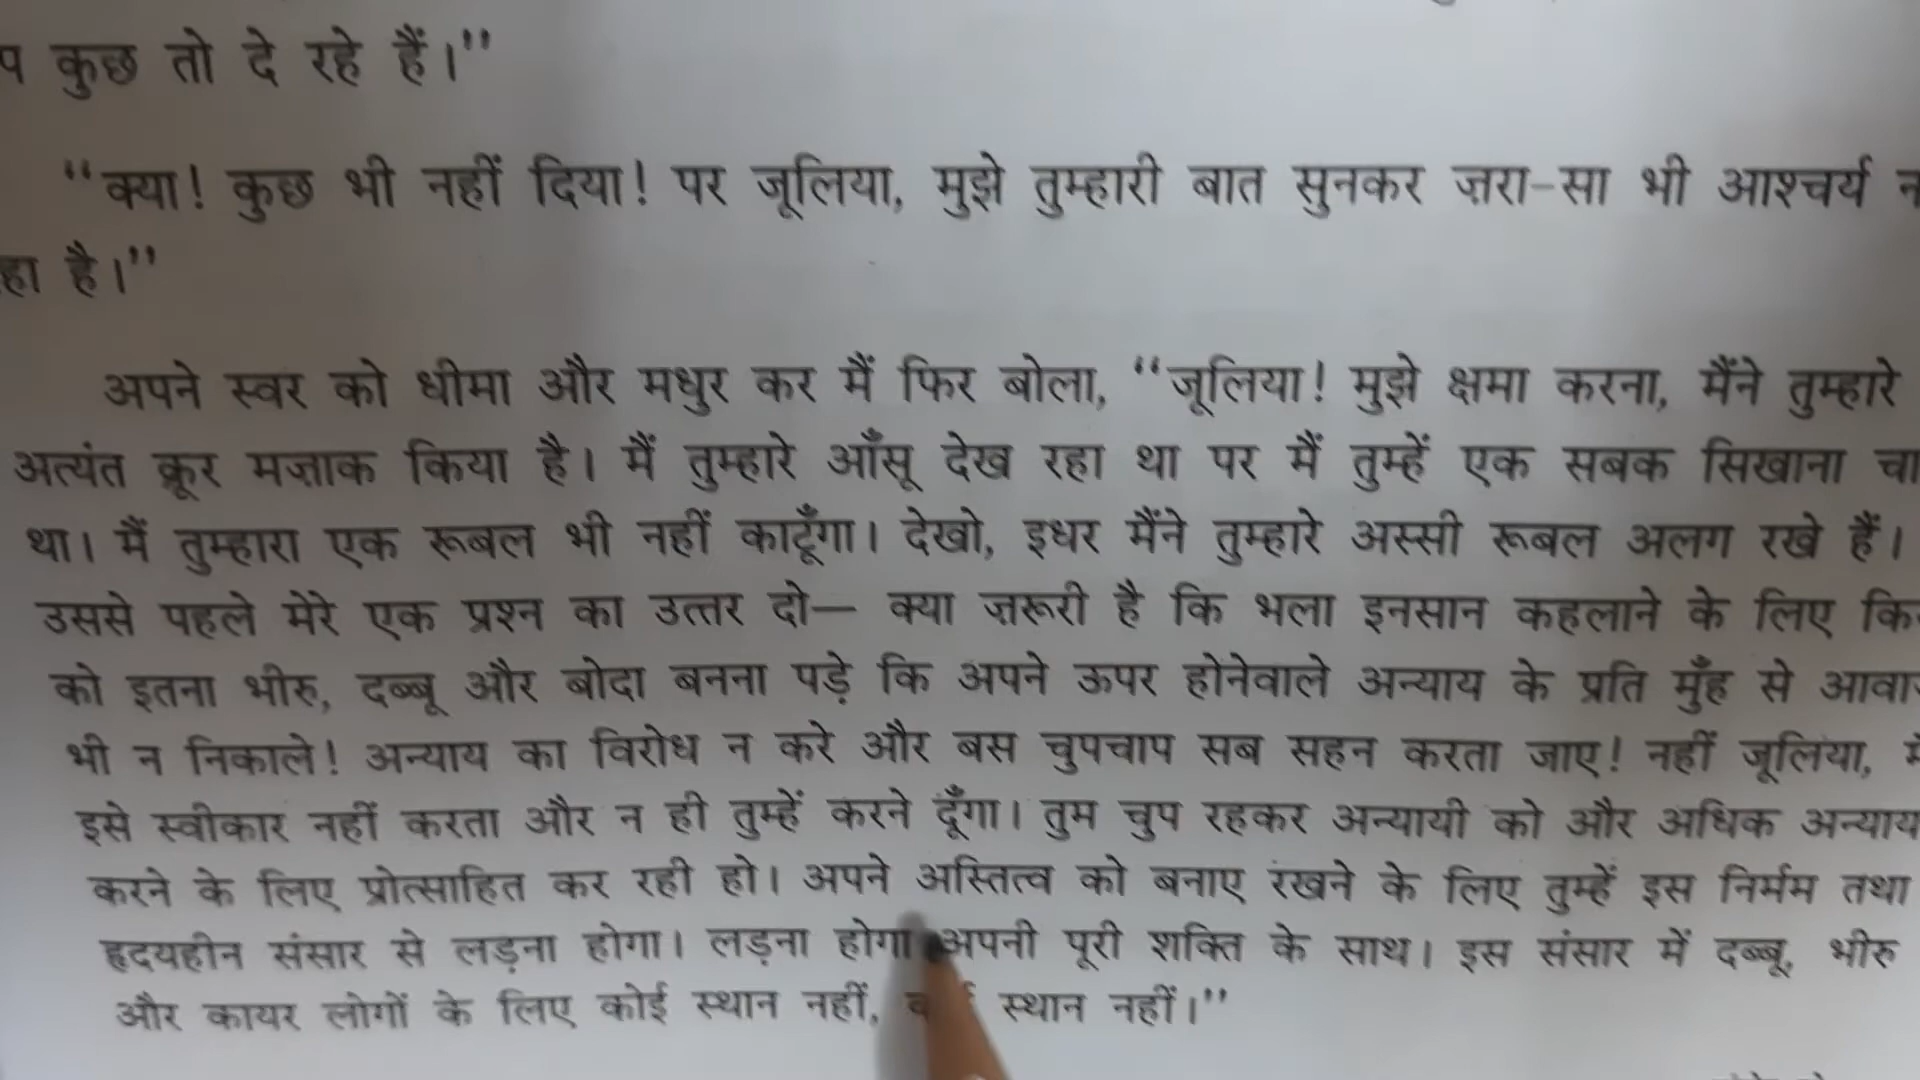 कुछ तो दे रहे हैं।”
“क्या! कुछ भी नहीं दिया! पर जूलिया, मुझे तुम्हारी बात सुनकर ज़रा-सा भी आश्चर्य
है।”
अपने स्वर को धीमा और मधुर कर मैं फिर बोला, “जूलिया! मुझे क्षमा करना, मैंने तुम्हारे
अत्यंत क्रूर मज़ाक किया है। मैं तुम्हारे आँसू देख रहा था पर मैं तुम्हें एक सबक सिखाना
था। मैं तुम्हारा एक रूबल भी नहीं काटूँगा। देखो, इधर मैंने तुम्हारे अस्सी रूबल अलग रखे हैं।
उससे पहले मेरे एक प्रश्न का उत्तर दो— क्या ज़रूरी है कि भला इनसान कहलाने के लिए
को इतना भीरु, दब्बू और बोदा बनना पड़े कि अपने ऊपर होनेवाले अन्याय के प्रति मुँह से
भी न निकाले! अन्याय का विरोध न करे और बस चुपचाप सब सहन करता जाए! नहीं जूलिया,
इसे स्वीकार नहीं करता और न ही तुम्हें करने दूँगा। तुम चुप रहकर अन्यायी को और अधिक अन्याय
करने के लिए प्रोत्साहित कर रही हो। अपने अस्तित्व को बनाए रखने के लिए तुम्हें इस निर्मम तथा
हृदयहीन संसार से लड़ना होगा। लड़ना होगा अपनी पूरी शक्ति के साथ। इस संसार में दब्बू, भीरु
और कायर लोगों के लिए कोई स्थान नहीं, स्थान नहीं।”